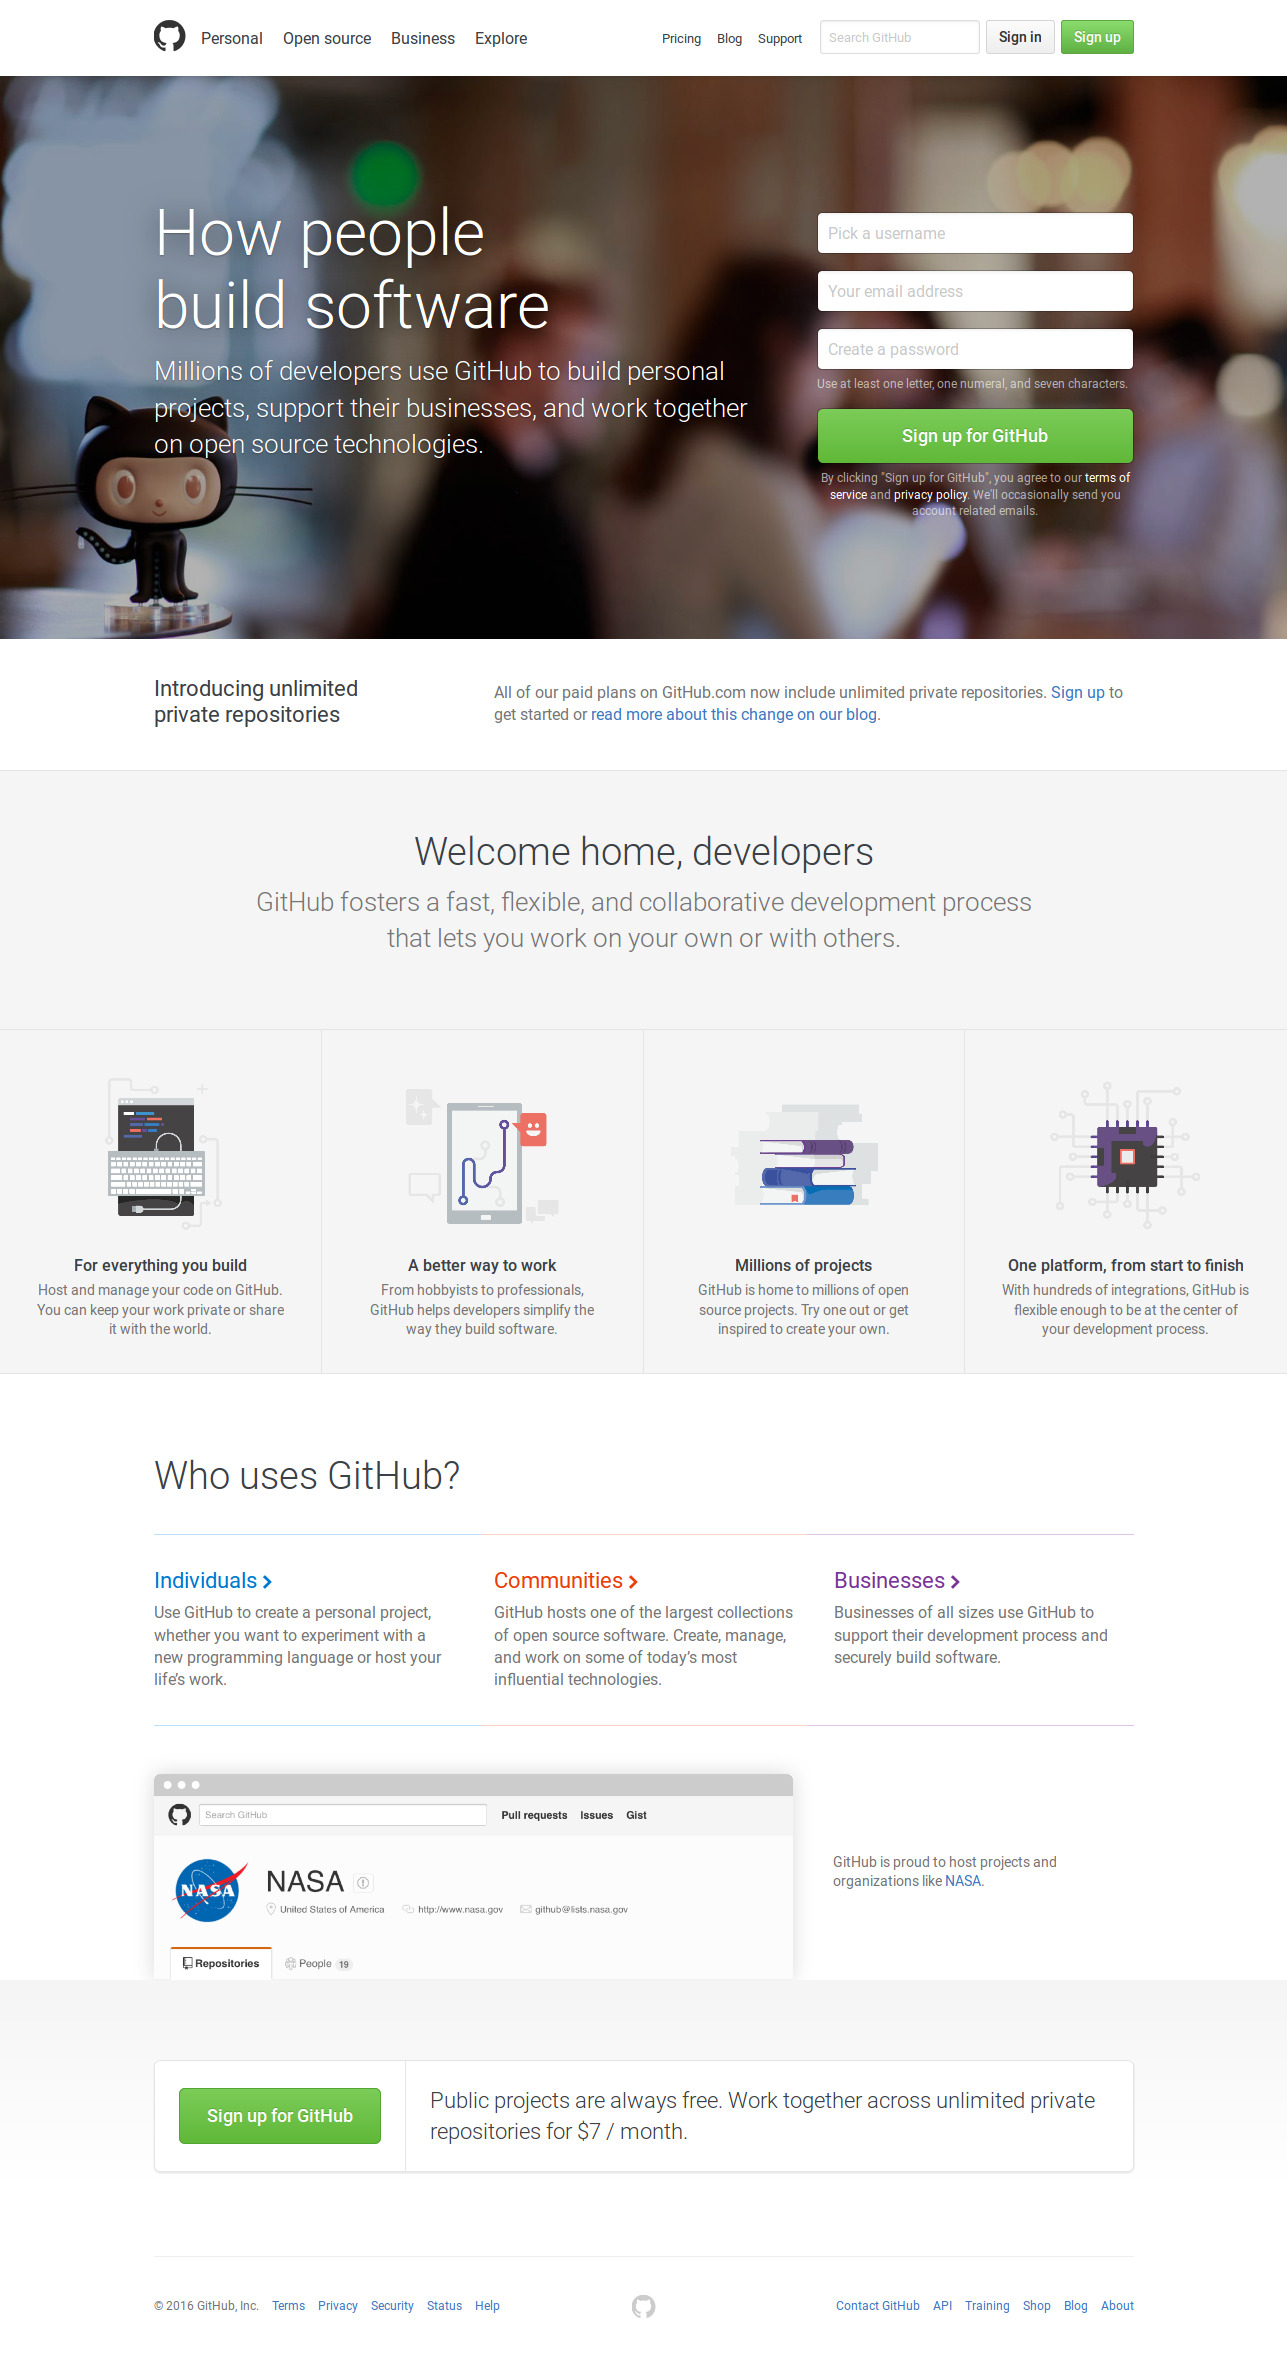 Personal Open source Business Explore Pricing Blog Support Search GitHub Sign in Sign up
How people
build software
Millions of developers use GitHub to build personal
projects, support their businesses, and work together
on open source technologies.
Pick a username
Your email address
Create a password
Use at least one letter, one numeral, and seven characters.
Sign up for GitHub
By clicking "Sign up for GitHub", you agree to our terms of
service and privacy policy. We'll occasionally send you
account related emails.
Introducing unlimited
private repositories
All of our paid plans on GitHub.com now include unlimited private repositories. Sign up to
get started or read more about this change on our blog.
Welcome home, developers
GitHub fosters a fast, flexible, and collaborative development process
that lets you work on your own or with others.
For everything you build
Host and manage your code on GitHub.
You can keep your work private or share
it with the world.
A better way to work
From hobbyists to professionals,
GitHub helps developers simplify the
way they build software.
Millions of projects
GitHub is home to millions of open
source projects. Try one out or get
inspired to create your own.
One platform, from start to finish
With hundreds of integrations, GitHub is
flexible enough to be at the center of
your development process.
Who uses GitHub?
Individuals
Use GitHub to create a personal project,
whether you want to experiment with a
new programming language or host your
life's work.
Communities
GitHub hosts one of the largest collections
of open source software. Create, manage,
and work on some of today's most
influential technologies.
Businesses
Businesses of all sizes use GitHub to
support their development process and
securely build software.
Search GitHub Pull requests Issues Gist
NASA
NASA
United States of America http://www.nasa.gov github@lists.nasa.gov
Repositories People 19
GitHub is proud to host projects and
organizations like NASA.
Sign up for GitHub
Public projects are always free. Work together across unlimited private
repositories for $7 / month.
© 2016 GitHub, Inc. Terms Privacy Security Status Help Contact GitHub API Training Shop Blog About